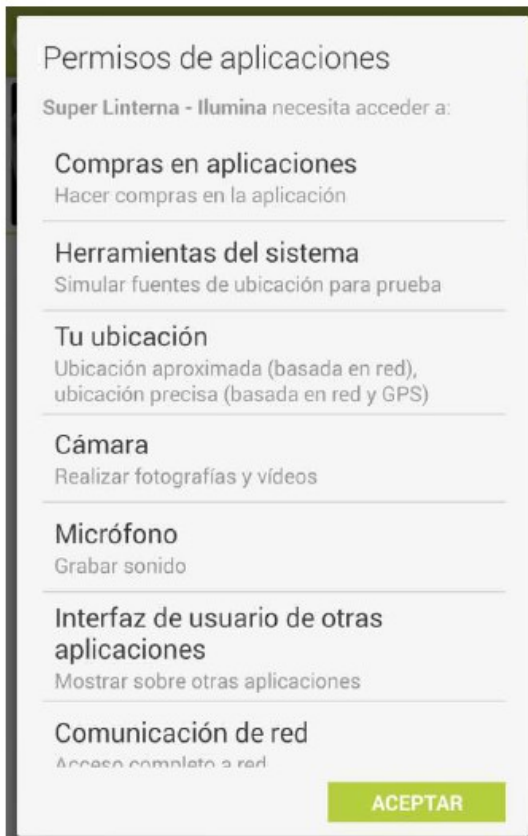 Permisos de aplicaciones
Super Linterna - Ilumina necesita acceder a:
Compras en aplicaciones
Hacer compras en la aplicación
Herramientas del sistema
Simular fuentes de ubicación para prueba
Tu ubicación
Ubicación aproximada (basada en red),
ubicación precisa (basada en red y GPS)
Cámara
Realizar fotografías y vídeos
Micrófono
Grabar sonido
Interfaz de usuario de otras
aplicaciones
Mostrar sobre otras aplicaciones
Comunicación de red
Acceso completo a red
ACEPTAR